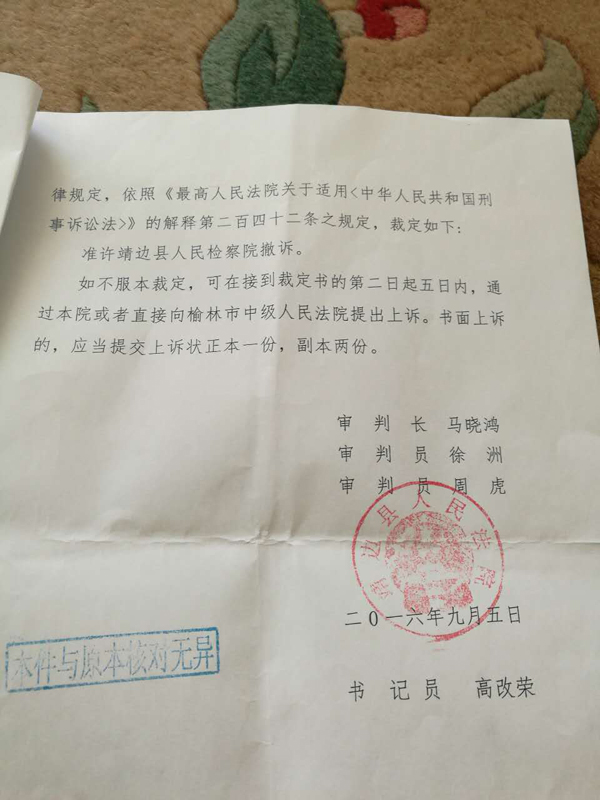 律规定，依照《最高人民法院关于适用<中华人民共和国刑
事诉讼法>》的解释第二百四十二条之规定，裁定如下：
准许靖边县人民检察院撤诉。
如不服本裁定，可在接到裁定书的第二日起五日内，通
过本院或者直接向榆林市中级人民法院提出上诉。书面上诉
的，应当提交上诉状正本一份，副本两份。
审 判 长 马晓鸿
审 判 员 徐 洲
审 判 员 周 虎
靖边县人民法院
二〇一六年九月五日
本件与原本核对无异
书 记 员 高改荣